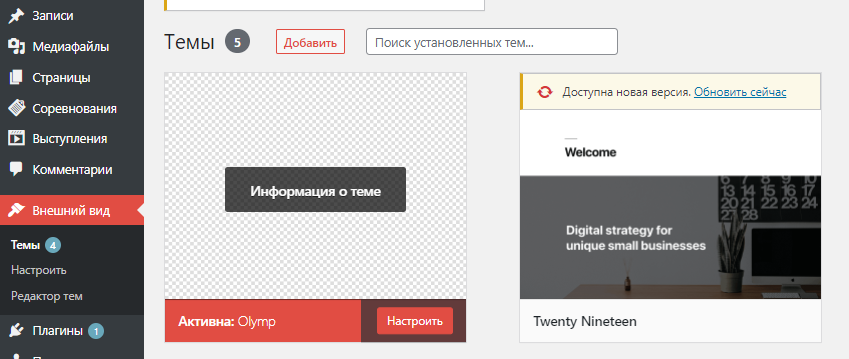 Записи
Медиафайлы
Страницы
Соревнования
Выступления
Комментарии
Внешний вид
Темы 4
Настроить
Редактор тем
Плагины 1
Темы 5 Добавить Поиск установленных тем...
Информация о теме
Активна: Olymp Настроить
Доступна новая версия. Обновить сейчас
Welcome
Digital strategy for
unique small businesses
Twenty Nineteen